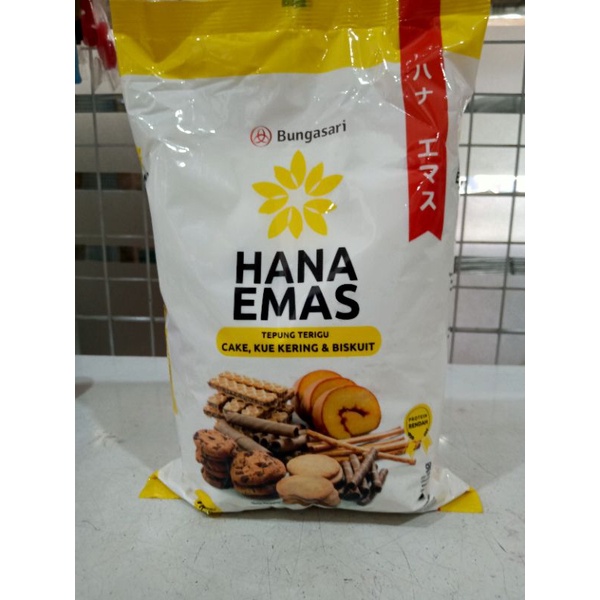 Bungasari
HANA
EMAS
TEPUNG TERIGU
CAKE, KUE KERING & BISKUIT
PROTEIN
RENDAH
ハナ エマス